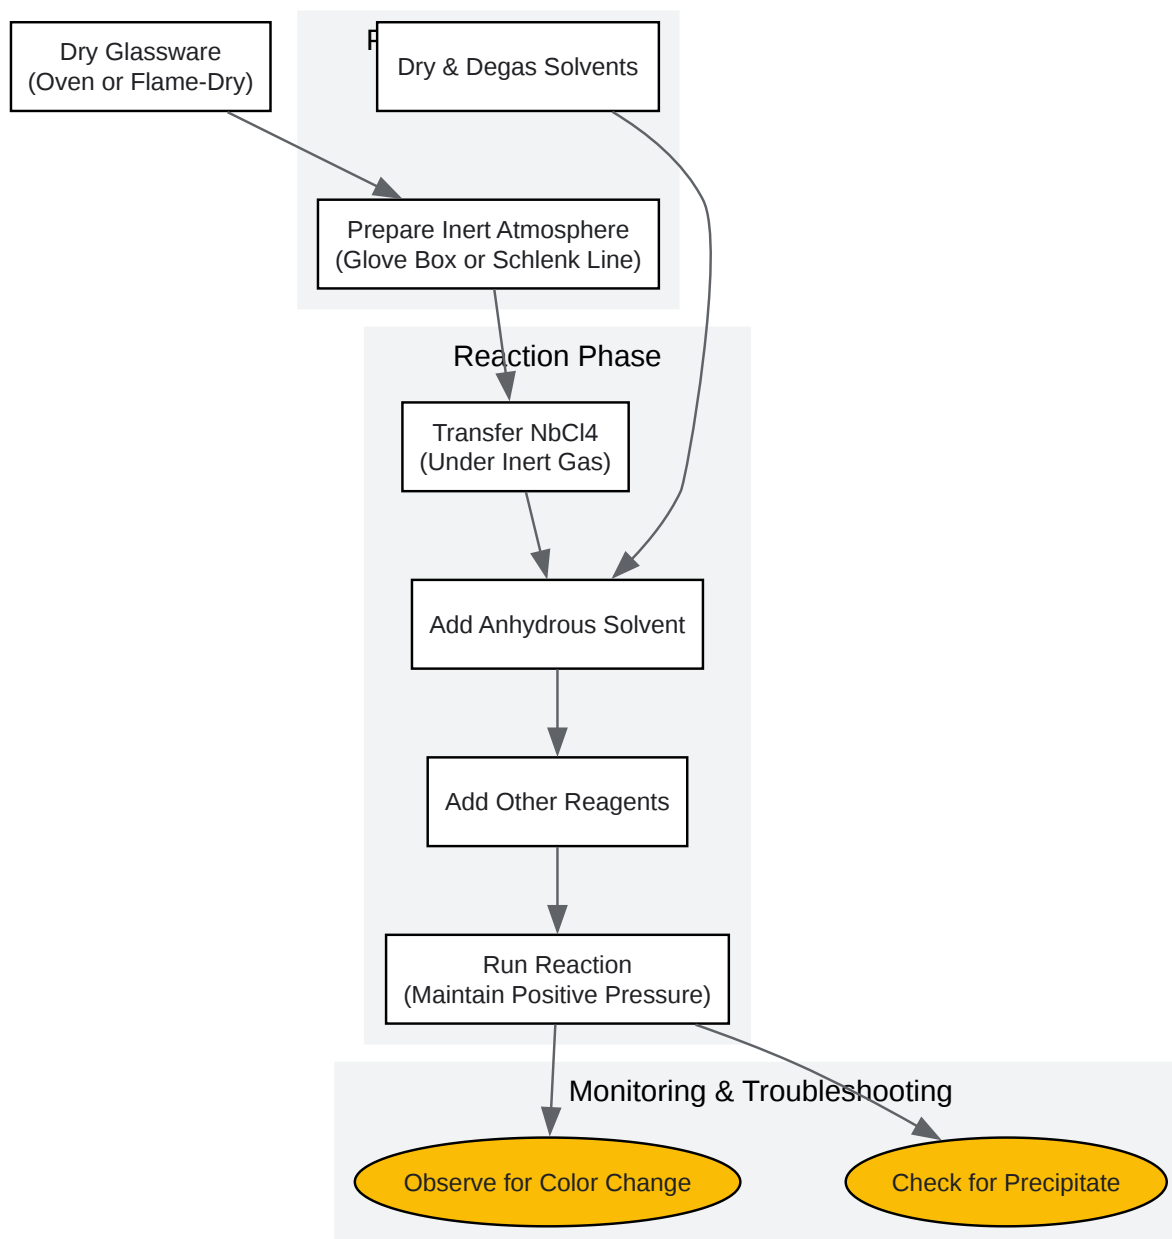 Dry Glassware
(Oven or Flame-Dry)
Dry & Degas Solvents
Prepare Inert Atmosphere
(Glove Box or Schlenk Line)
Reaction Phase
Transfer NbCl4
(Under Inert Gas)
Add Anhydrous Solvent
Add Other Reagents
Run Reaction
(Maintain Positive Pressure)
Monitoring & Troubleshooting
Observe for Color Change
Check for Precipitate